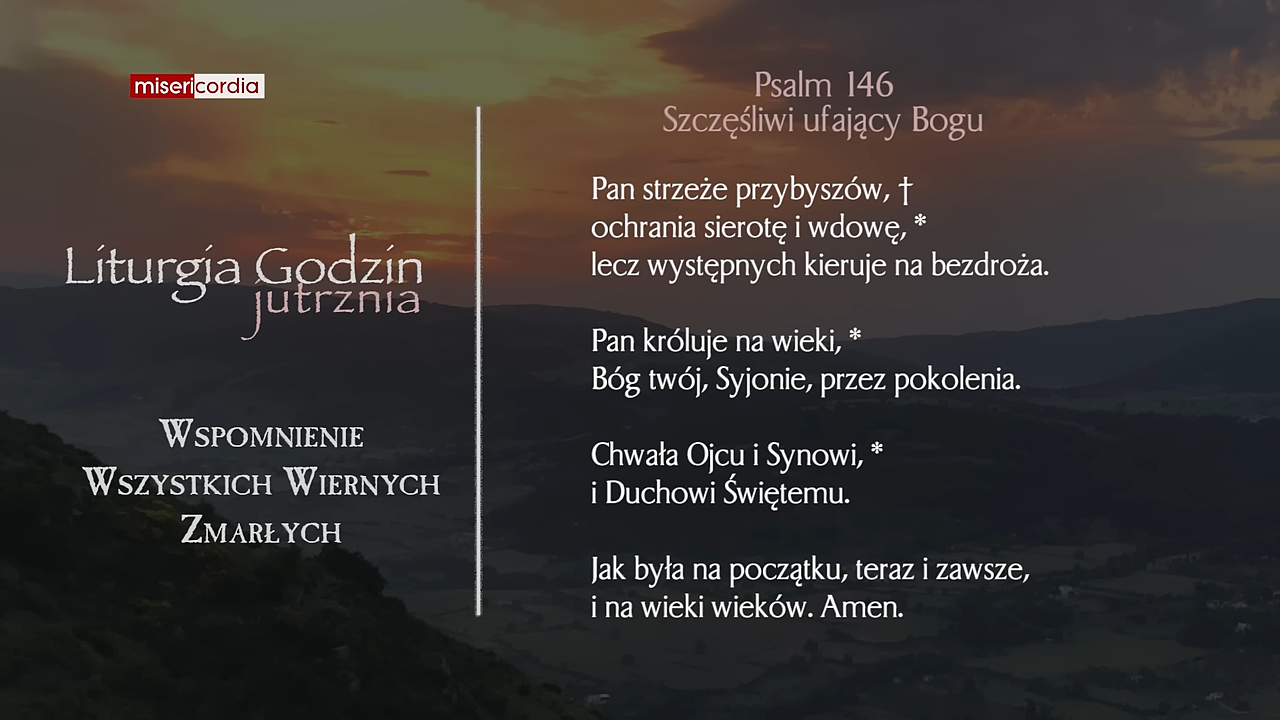 misericordia
Liturgia Godzin
jutrznia
Wspomnienie
Wszystkich Wiernych
Zmarłych
Psalm 146
Szczęśliwi ufający Bogu
Pan strzeże przybyszów, †
ochrania sierotę i wdowę, *
lecz występnych kieruje na bezdroża.
Pan króluje na wieki, *
Bóg twój, Syjonie, przez pokolenia.
Chwała Ojcu i Synowi, *
i Duchowi Świętemu.
Jak była na początku, teraz i zawsze,
i na wieki wieków. Amen.